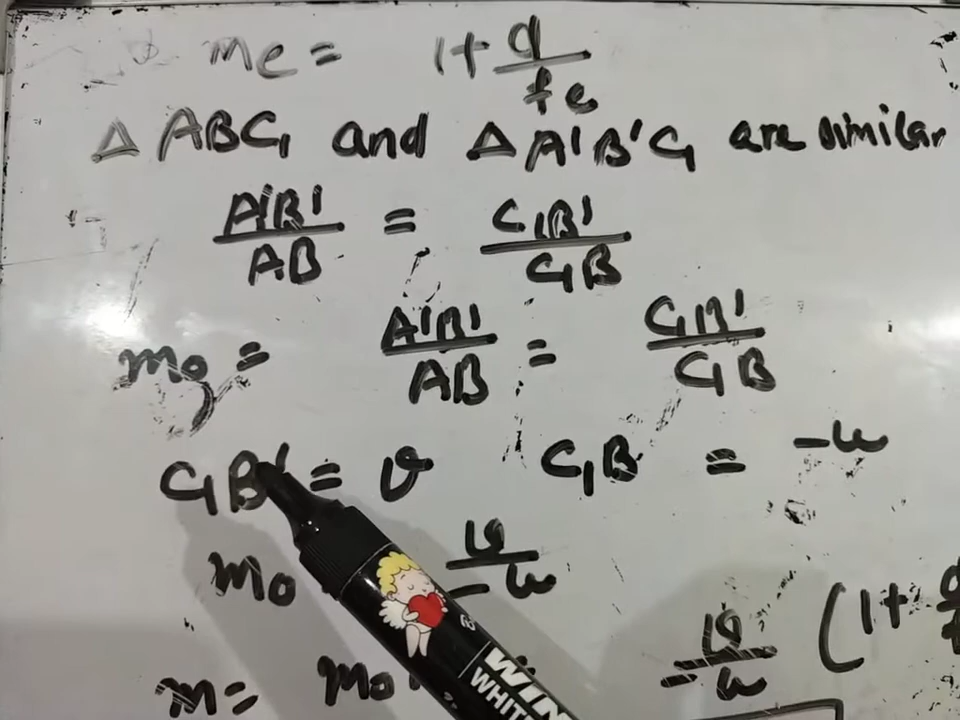 me = 1 + d/fe
Δ ABC₁ and Δ A'B'C₁ are similar
A'B'/AB = C₁B'/C₁B
mo = A'B'/AB = C₁B'/C₁B
C₁B' = v C₁B = -u
mo v/-u
m = mo v/-u (1+
WIN
WHIT